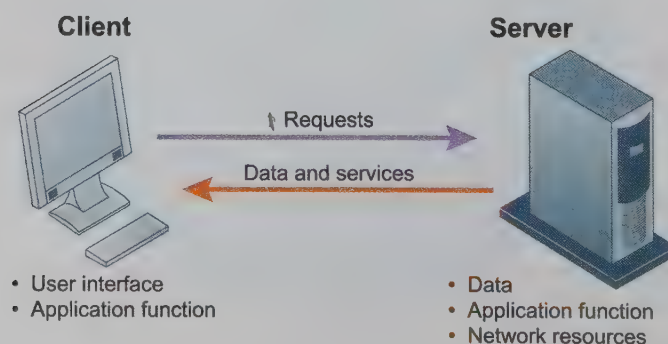 Client
Server
Requests
Data and services
• User interface
• Application function
• Data
• Application function
• Network resources